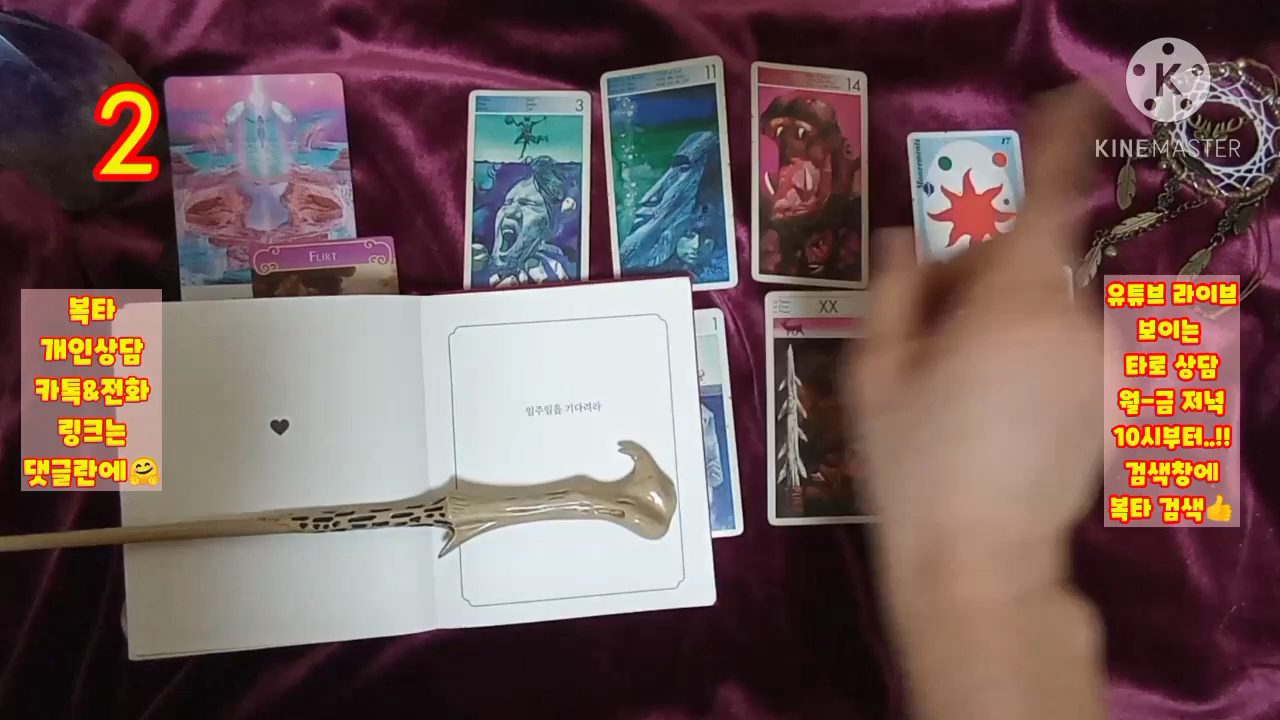 2
FLIRT
3
11
14
17
K
KINEMASTER
복타
개인상담
카톡&전화
링크는
댓글란에🤗
일주일을 기다려라
1
XX
유튜브 라이브
보이는
타로 상담
월-금 저녁
10시부터..!!
검색창에
복타 검색👍